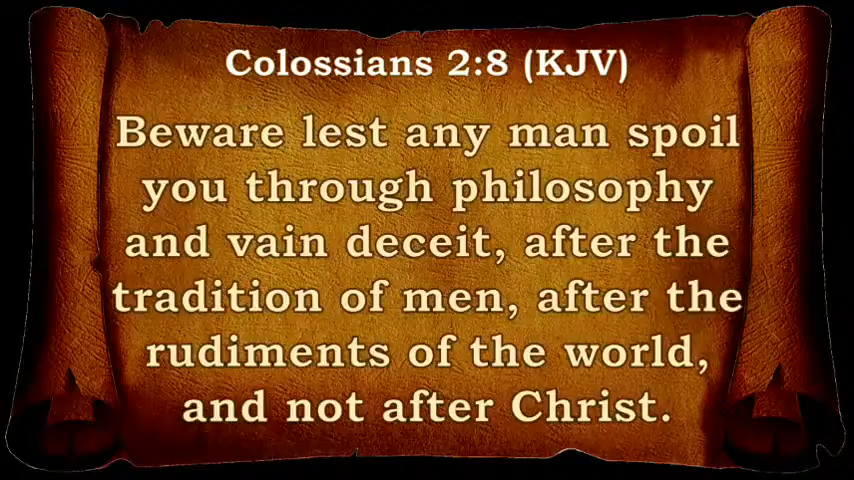 Colossians 2:8 (KJV)
Beware lest any man spoil
you through philosophy
and vain deceit, after the
tradition of men, after the
rudiments of the world,
and not after Christ.